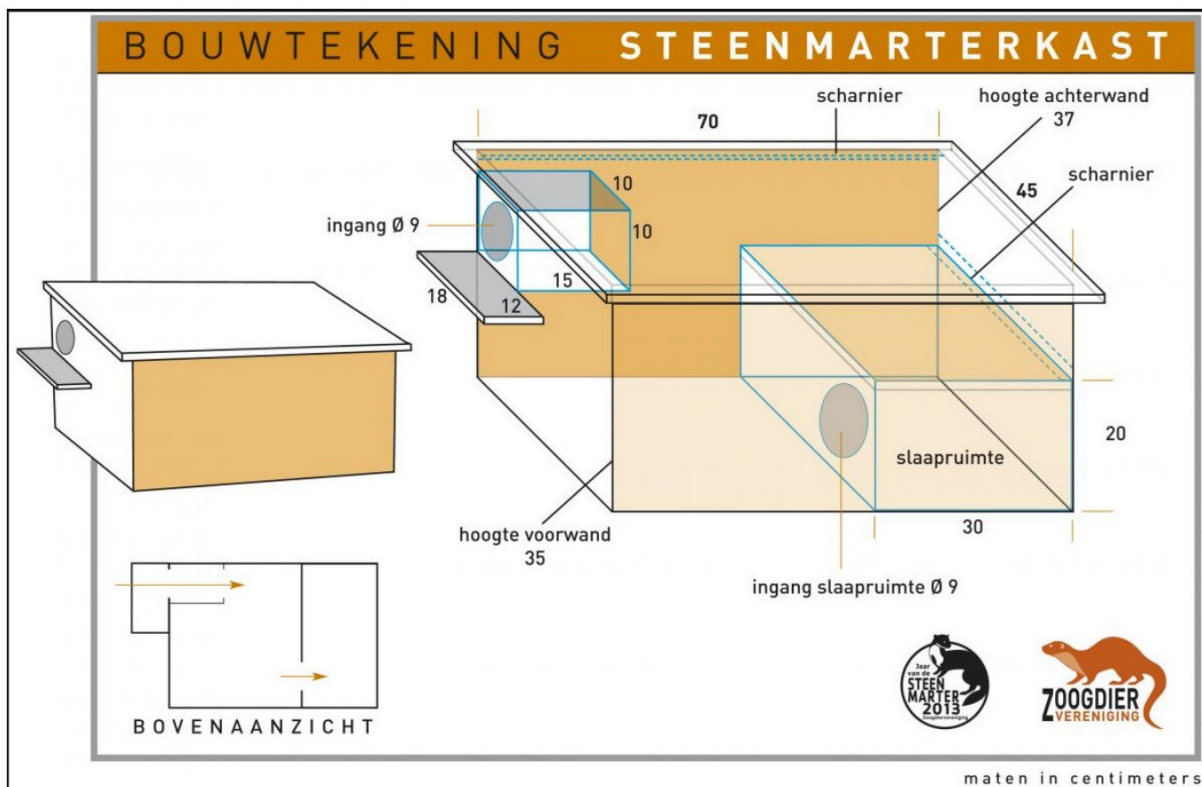 BOUWTEKENING STEENMARTERKAST
scharnier
hoogte achterwand
37
70
scharnier
45
10
ingang Ø 9
10
15
18
12
20
slaapruimte
hoogte voorwand
35
30
ingang slaapruimte Ø 9
BOVENAANZICHT
Jaar
van de
STEEN
MARTER
2013
Zoogdiervereniging
ZOOGDIER
VERENIGING
maten in centimeters